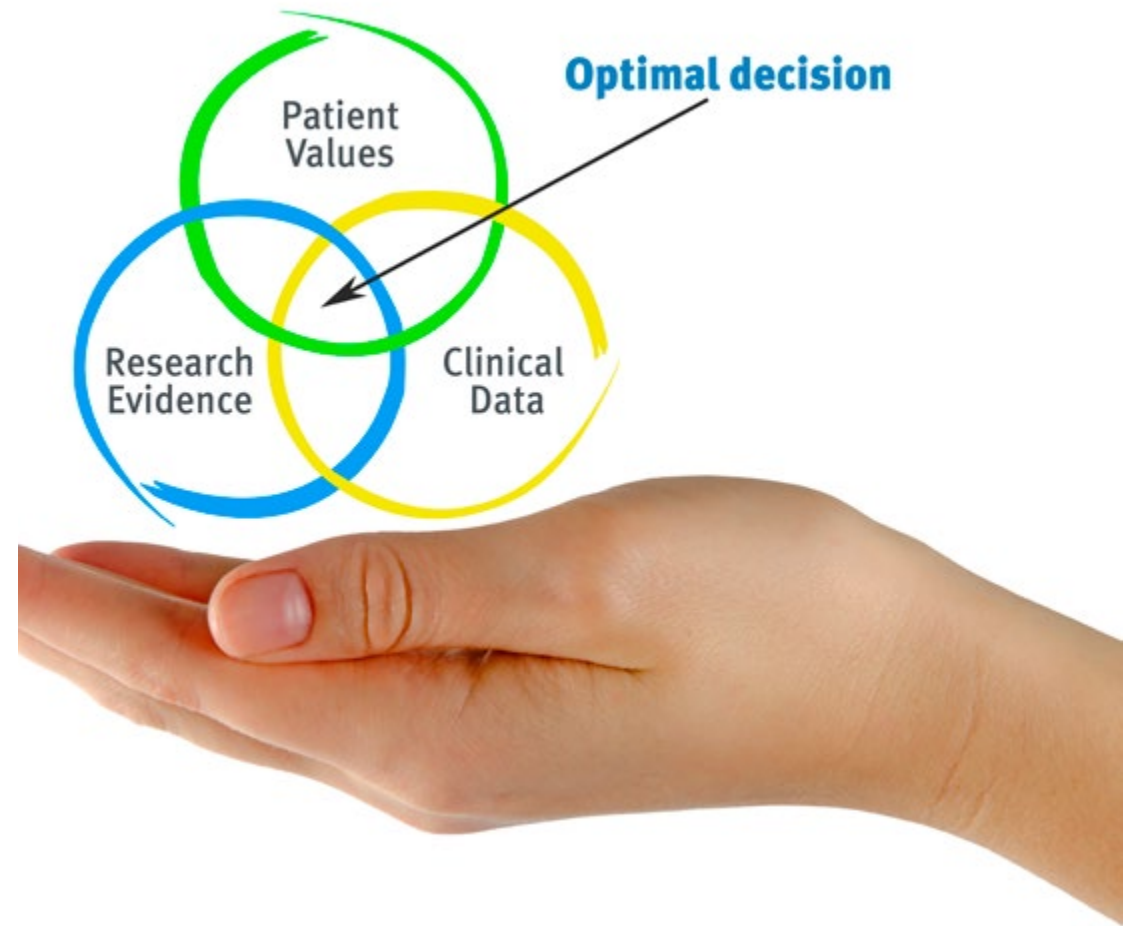 Optimal decision
Patient
Values
Research
Evidence
Clinical
Data